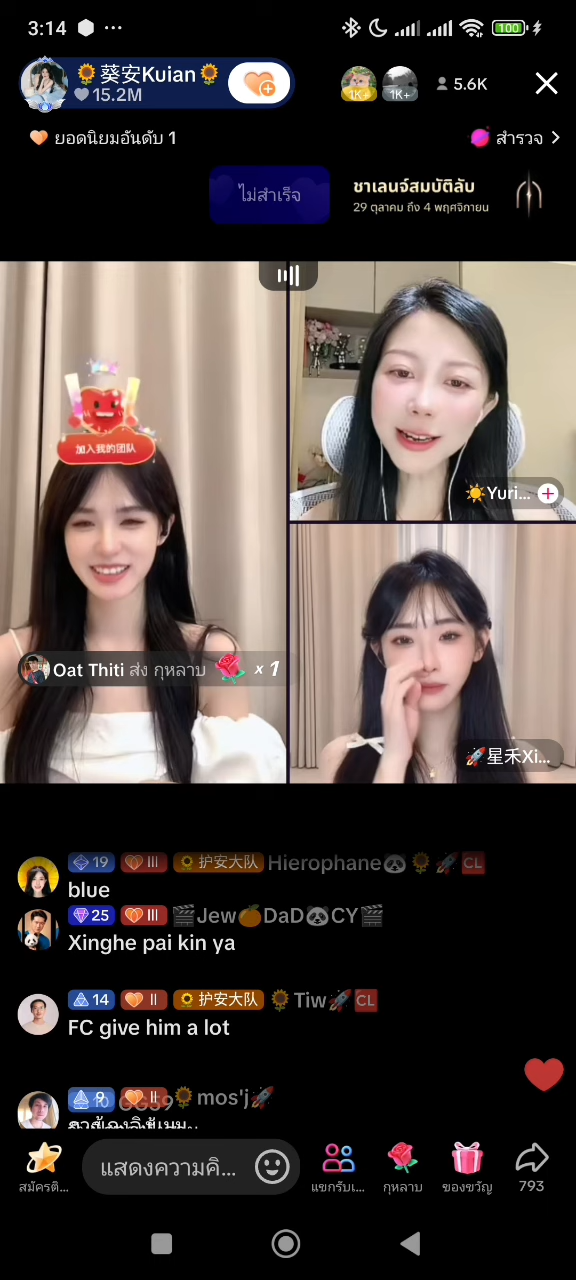 3:14
100
🌻葵安Kuian🌻
15.2M
1K+
1K+
5.6K
ยอดนิยมอันดับ 1
สำรวจ
ไม่สำเร็จ
ชาเลนจ์สมบัติลับ
29 ตุลาคม ถึง 4 พฤศจิกายน
加入我的团队
☀️Yuri...
Oat Thiti ส่ง กุหลาบ x 1
🚀星禾Xi...
19 III 🌻护安大队 Hierophane🐼🌻🚀🆑
blue
25 III 🎬Jew🍊DaD🐼CY🎬
Xinghe pai kin ya
14 II 🌻护安大队 🌻Tiw🚀🆑
FC give him a lot
9 II 🌻mos'j🚀
สมัครติ...
แสดงความคิ...
แขกรับเ...
กุหลาบ
ของขวัญ
793